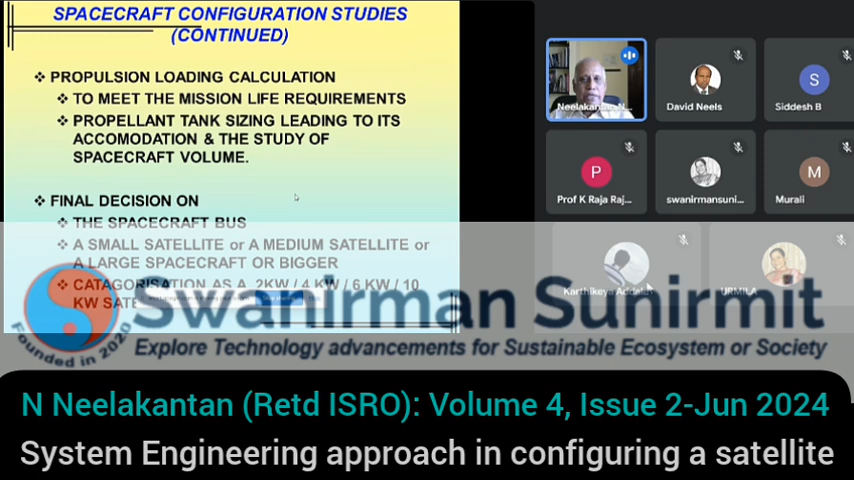 SPACECRAFT CONFIGURATION STUDIES
(CONTINUED)
❖ PROPULSION LOADING CALCULATION
❖ TO MEET THE MISSION LIFE REQUIREMENTS
❖ PROPELLANT TANK SIZING LEADING TO ITS
ACCOMODATION & THE STUDY OF
SPACECRAFT VOLUME.
❖ FINAL DECISION ON
❖ THE SPACECRAFT BUS
❖ A SMALL SATELLITE or A MEDIUM SATELLITE or
A LARGE SPACECRAFT OR BIGGER
❖ CATAGORISATION AS A 2KW / 4 KW / 6 KW / 10
KW SATE
Neelakantan N...
David Neels
S
Siddesh B
P
Prof K Raja Raj...
swanirmansuni...
M
Murali
Karthikeya
URMILA
Swanirman Sunirmit
Founded in 2020
Explore Technology advancements for Sustainable Ecosystem or Society
N Neelakantan (Retd ISRO): Volume 4, Issue 2-Jun 2024
System Engineering approach in configuring a satellite